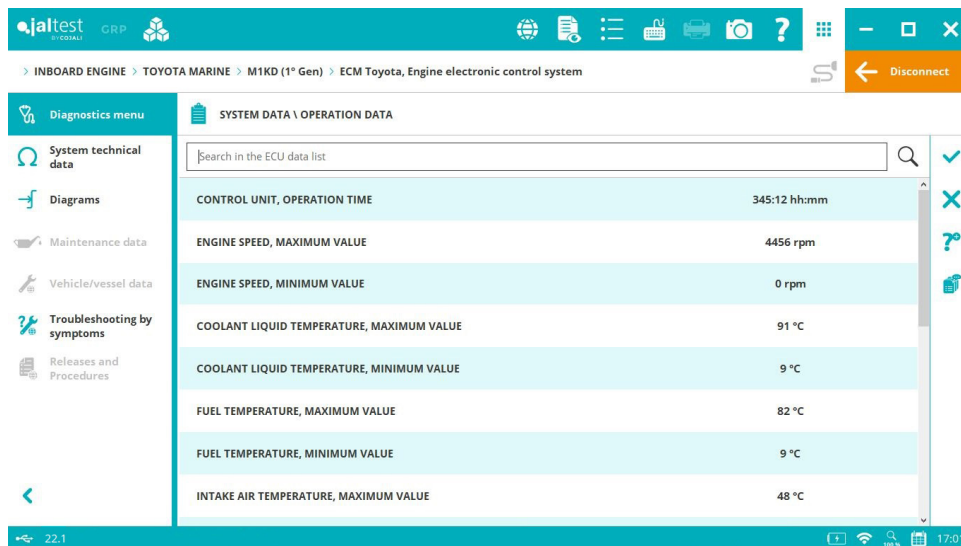 jaltest GRP
BY COJALI
?
> INBOARD ENGINE > TOYOTA MARINE > M1KD (1º Gen) > ECM Toyota, Engine electronic control system
Disconnect
Diagnostics menu
SYSTEM DATA \ OPERATION DATA
System technical
data
Search in the ECU data list
Diagrams
CONTROL UNIT, OPERATION TIME 345:12 hh:mm
Maintenance data
ENGINE SPEED, MAXIMUM VALUE 4456 rpm
Vehicle/vessel data
ENGINE SPEED, MINIMUM VALUE 0 rpm
Troubleshooting by
symptoms
COOLANT LIQUID TEMPERATURE, MAXIMUM VALUE 91 ºC
Releases and
Procedures
COOLANT LIQUID TEMPERATURE, MINIMUM VALUE 9 ºC
FUEL TEMPERATURE, MAXIMUM VALUE 82 ºC
FUEL TEMPERATURE, MINIMUM VALUE 9 ºC
INTAKE AIR TEMPERATURE, MAXIMUM VALUE 48 ºC
22.1
100 %